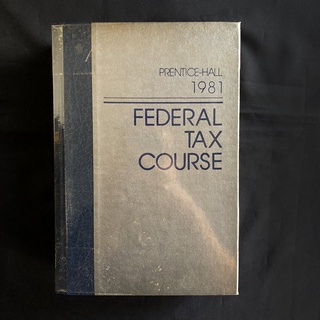 PRENTICE-HALL
1981
FEDERAL
TAX
COURSE